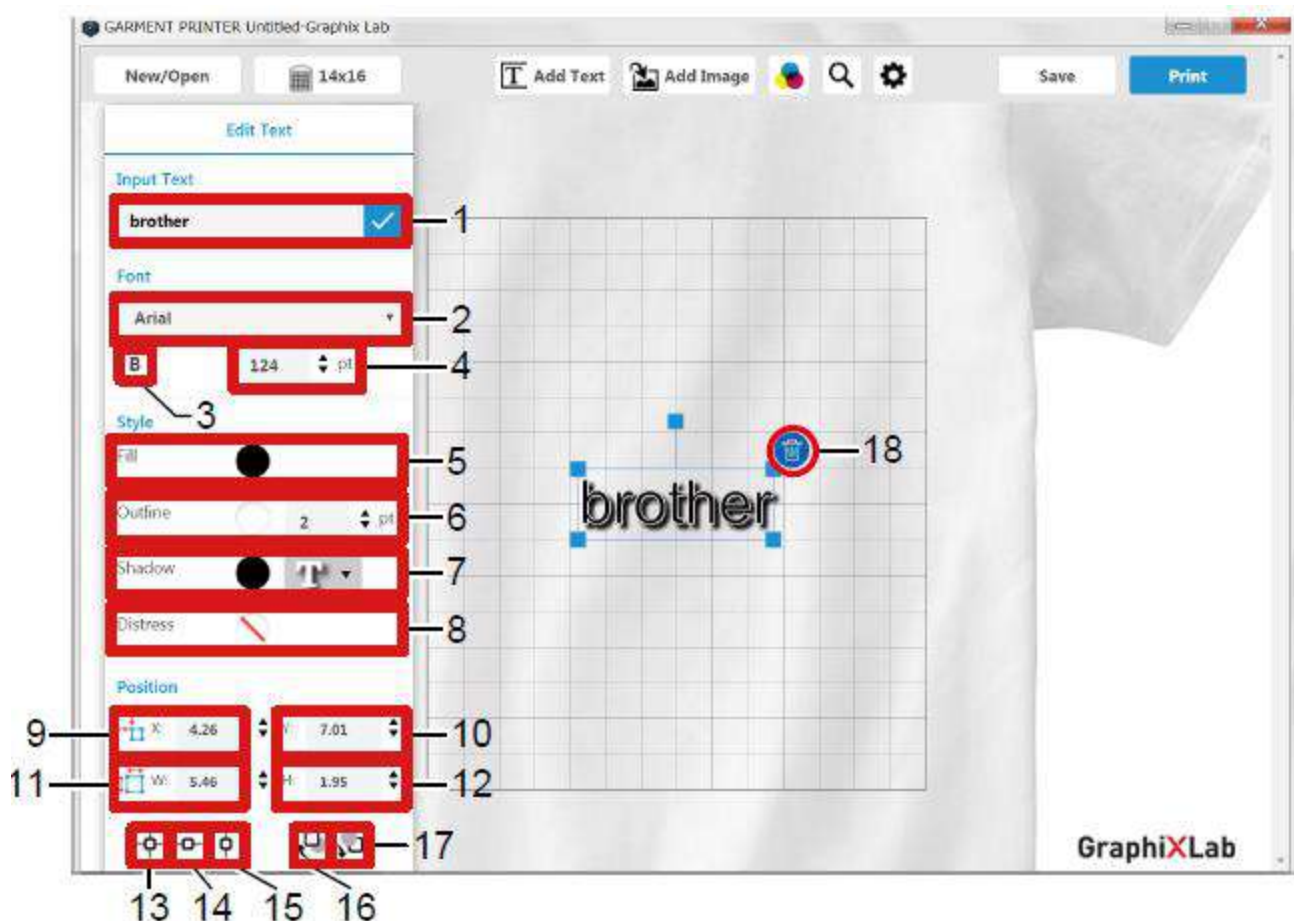 GARMENT PRINTER Untitled-Graphix Lab
New/Open 14x16 T Add Text Add Image Save Print
Edit Text
Input Text
brother 1
Font
Arial 2
B 124 pt 4
3
Style
Fill 5
Outline 2 pt 6
Shadow T 7
Distress 8
Position
9 X: 4.26 Y: 7.01 10
11 W: 5.46 H: 1.95 12
17
13 14 15 16
18
brother
GraphiXLab